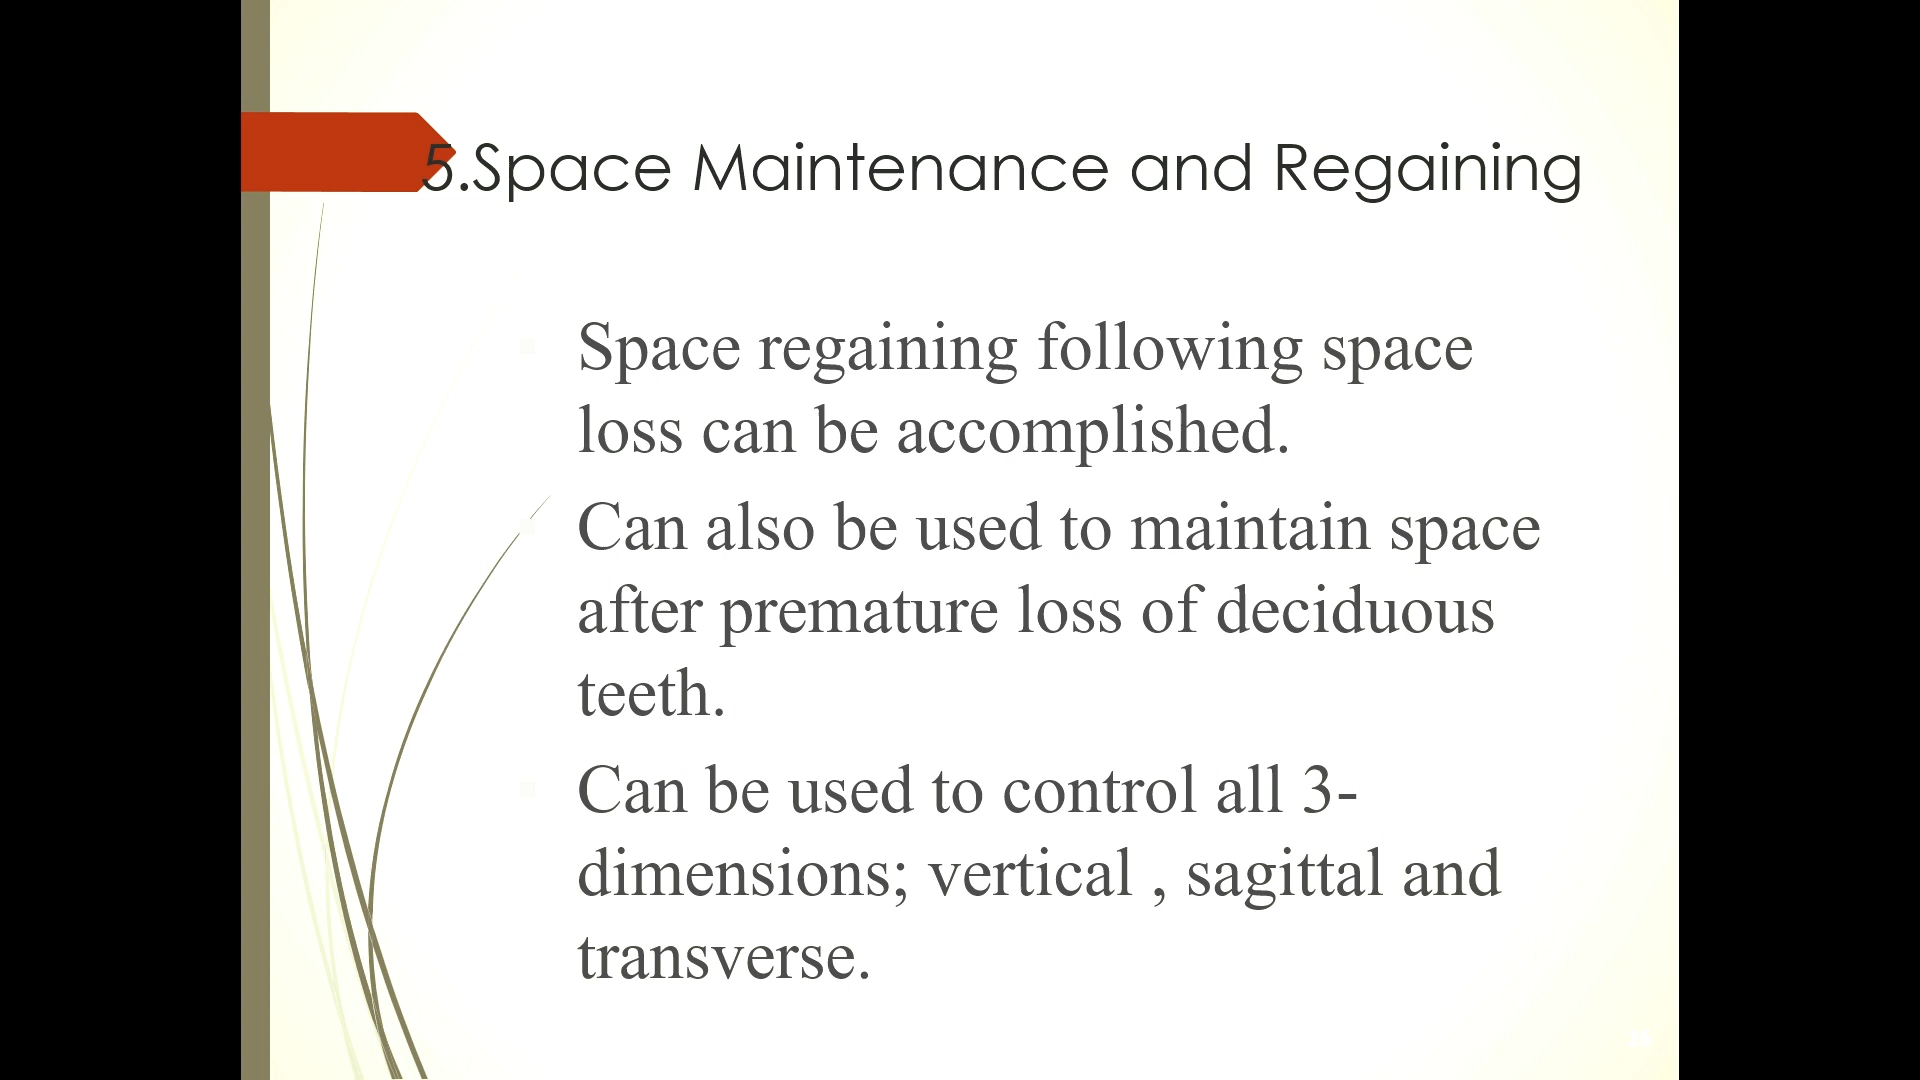 5.Space Maintenance and Regaining
Space regaining following space
loss can be accomplished.
Can also be used to maintain space
after premature loss of deciduous
teeth.
Can be used to control all 3-
dimensions; vertical , sagittal and
transverse.